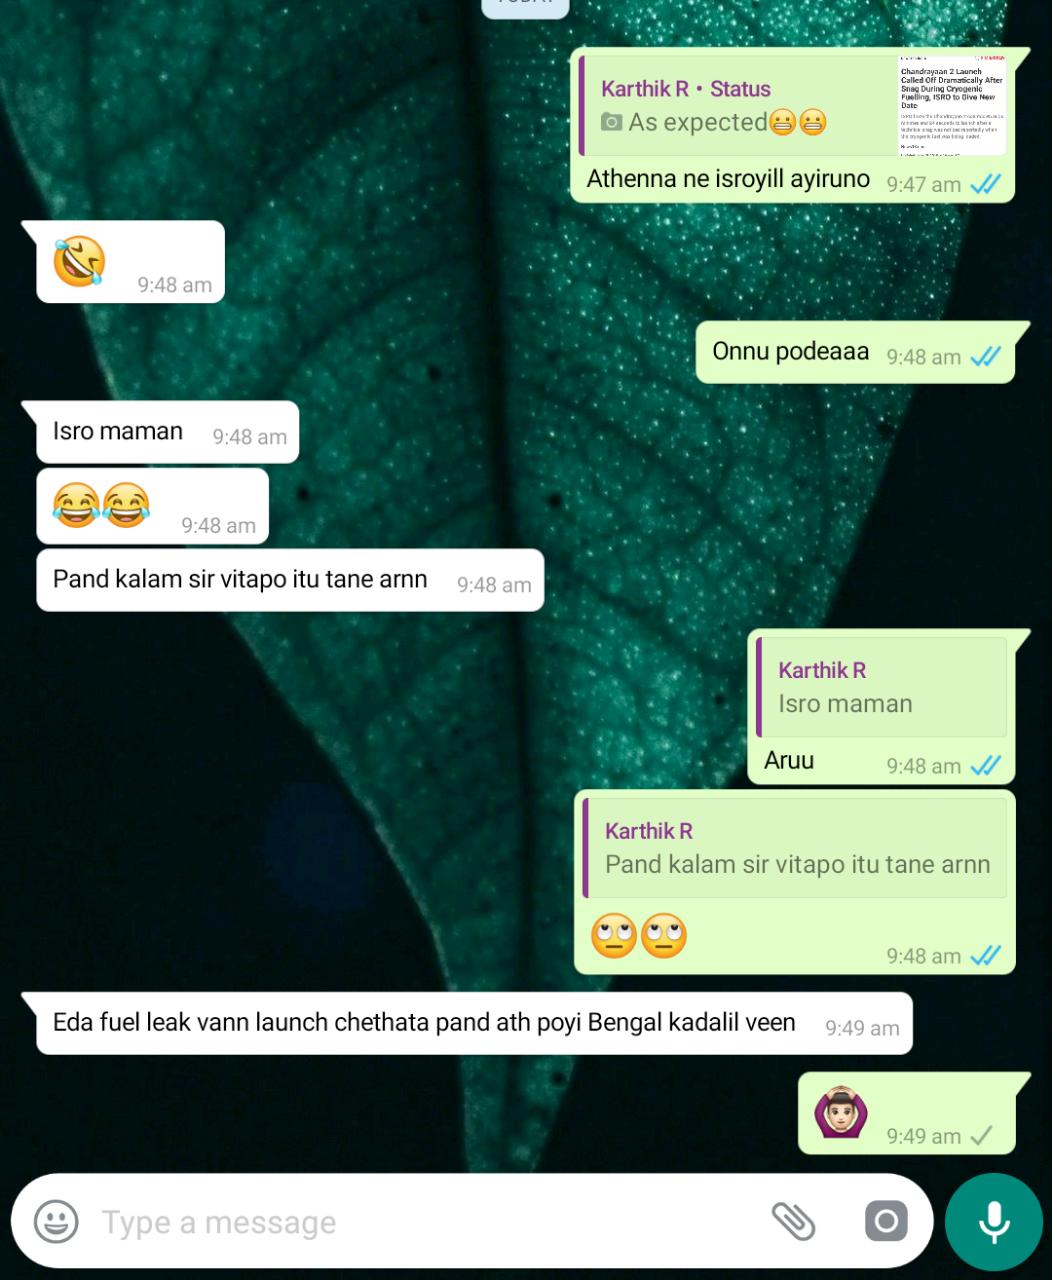 Karthik R • Status
As expected😬😬
Chandrayaan 2 Launch
Called Off Dramatically After
Snag During Cryogenic
Fuelling, ISRO to Give New
Date
Athenna ne isroyill ayiruno 9:47 am
🤣 9:48 am
Onnu podeaaa 9:48 am
Isro maman 9:48 am
😂😂 9:48 am
Pand kalam sir vitapo itu tane arnn 9:48 am
Karthik R
Isro maman
Aruu 9:48 am
Karthik R
Pand kalam sir vitapo itu tane arnn
🙄🙄 9:48 am
Eda fuel leak vann launch chethata pand ath poyi Bengal kadalil veen 9:49 am
🙆🏻‍♂️ 9:49 am
Type a message